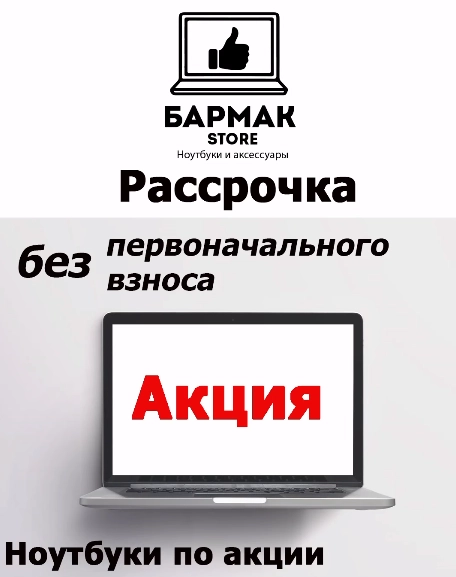 БАРМАК
STORE
Ноутбуки и аксессуары
Рассрочка
без первоначального
взноса
Акция
Ноутбуки по акции